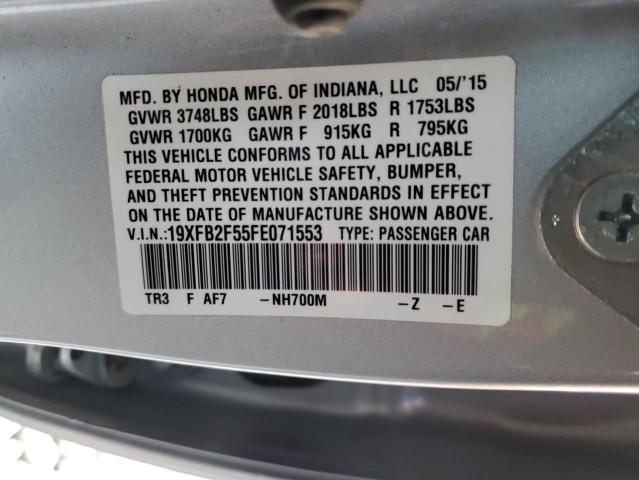 MFD. BY HONDA MFG. OF INDIANA, LLC 05/'15
GVWR 3748LBS GAWR F 2018LBS R 1753LBS
GVWR 1700KG GAWR F 915KG R 795KG
THIS VEHICLE CONFORMS TO ALL APPLICABLE
FEDERAL MOTOR VEHICLE SAFETY, BUMPER,
AND THEFT PREVENTION STANDARDS IN EFFECT
ON THE DATE OF MANUFACTURE SHOWN ABOVE.
V.I.N.:19XFB2F55FE071553 TYPE: PASSENGER CAR
TR3 F AF7 -NH700M -Z -E